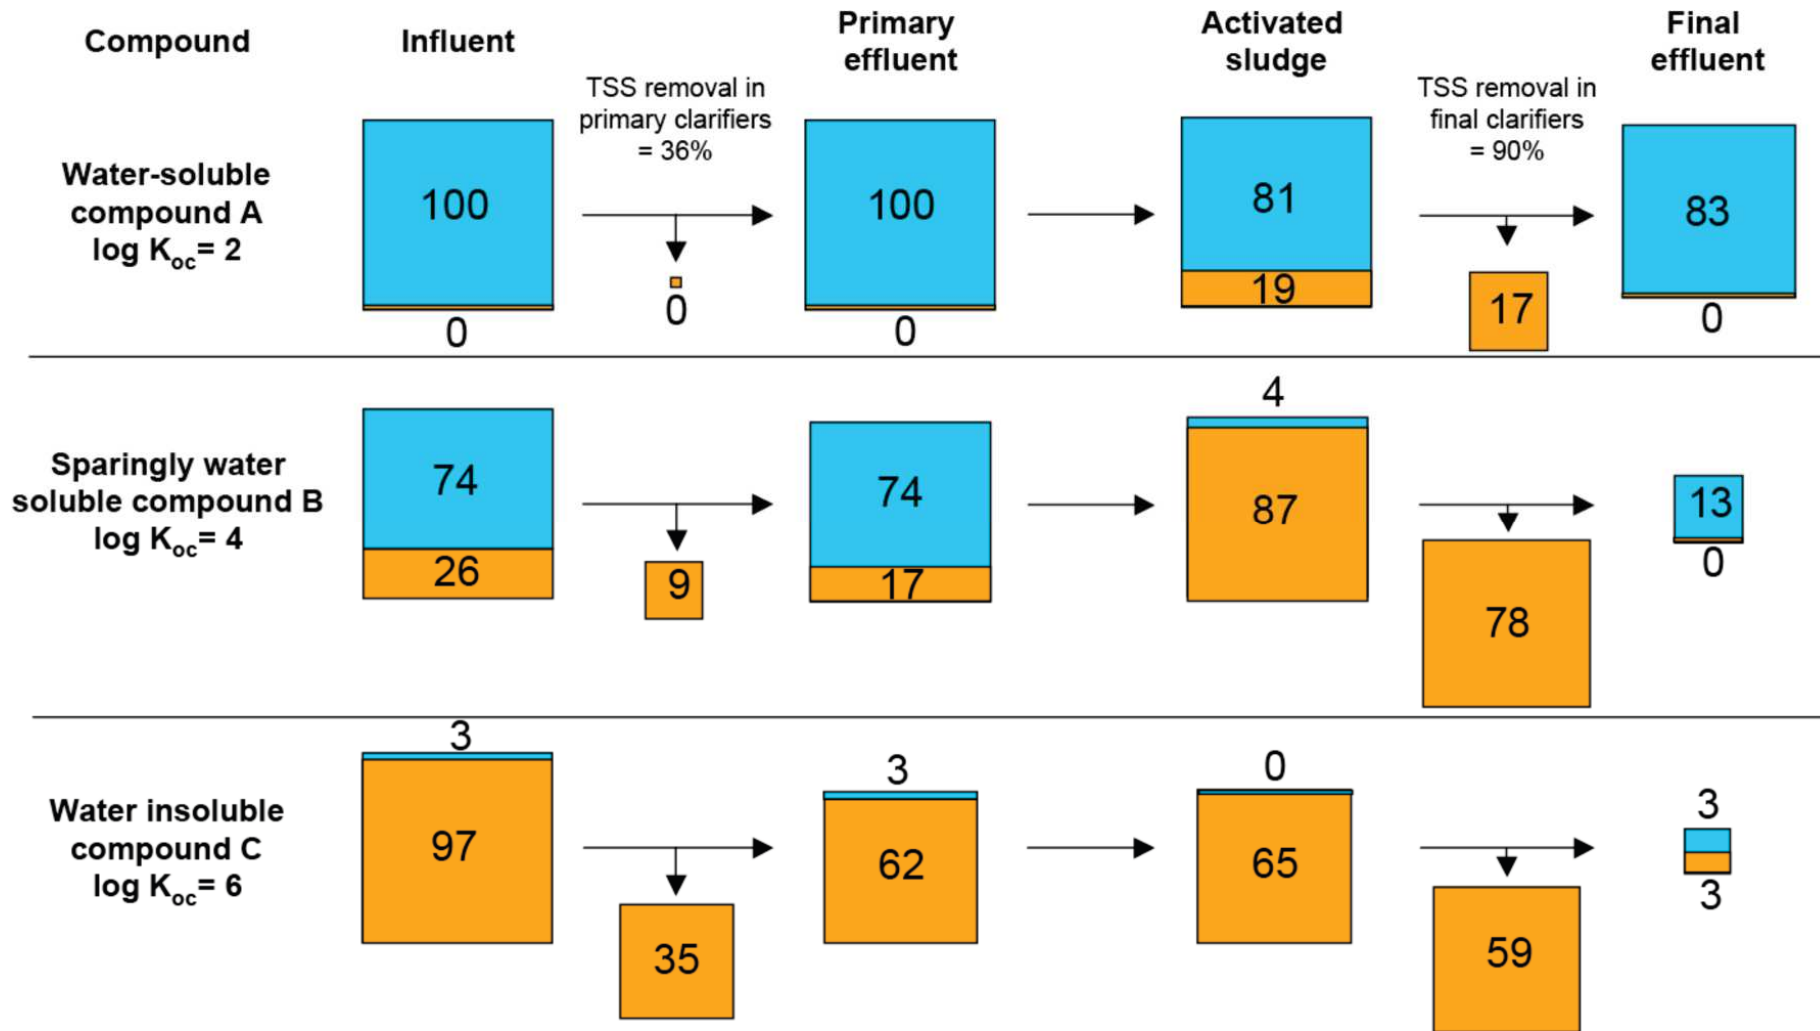 Compound
Influent
Primary
effluent
Activated
sludge
Final
effluent
TSS removal in
primary clarifiers
= 36%
TSS removal in
final clarifiers
= 90%
Water-soluble
compound A
log Koc= 2
100
0
0
100
0
81
19
17
83
0
Sparingly water
soluble compound B
log Koc= 4
74
26
9
74
17
4
87
78
13
0
Water insoluble
compound C
log Koc= 6
3
97
35
3
62
0
65
59
3
3